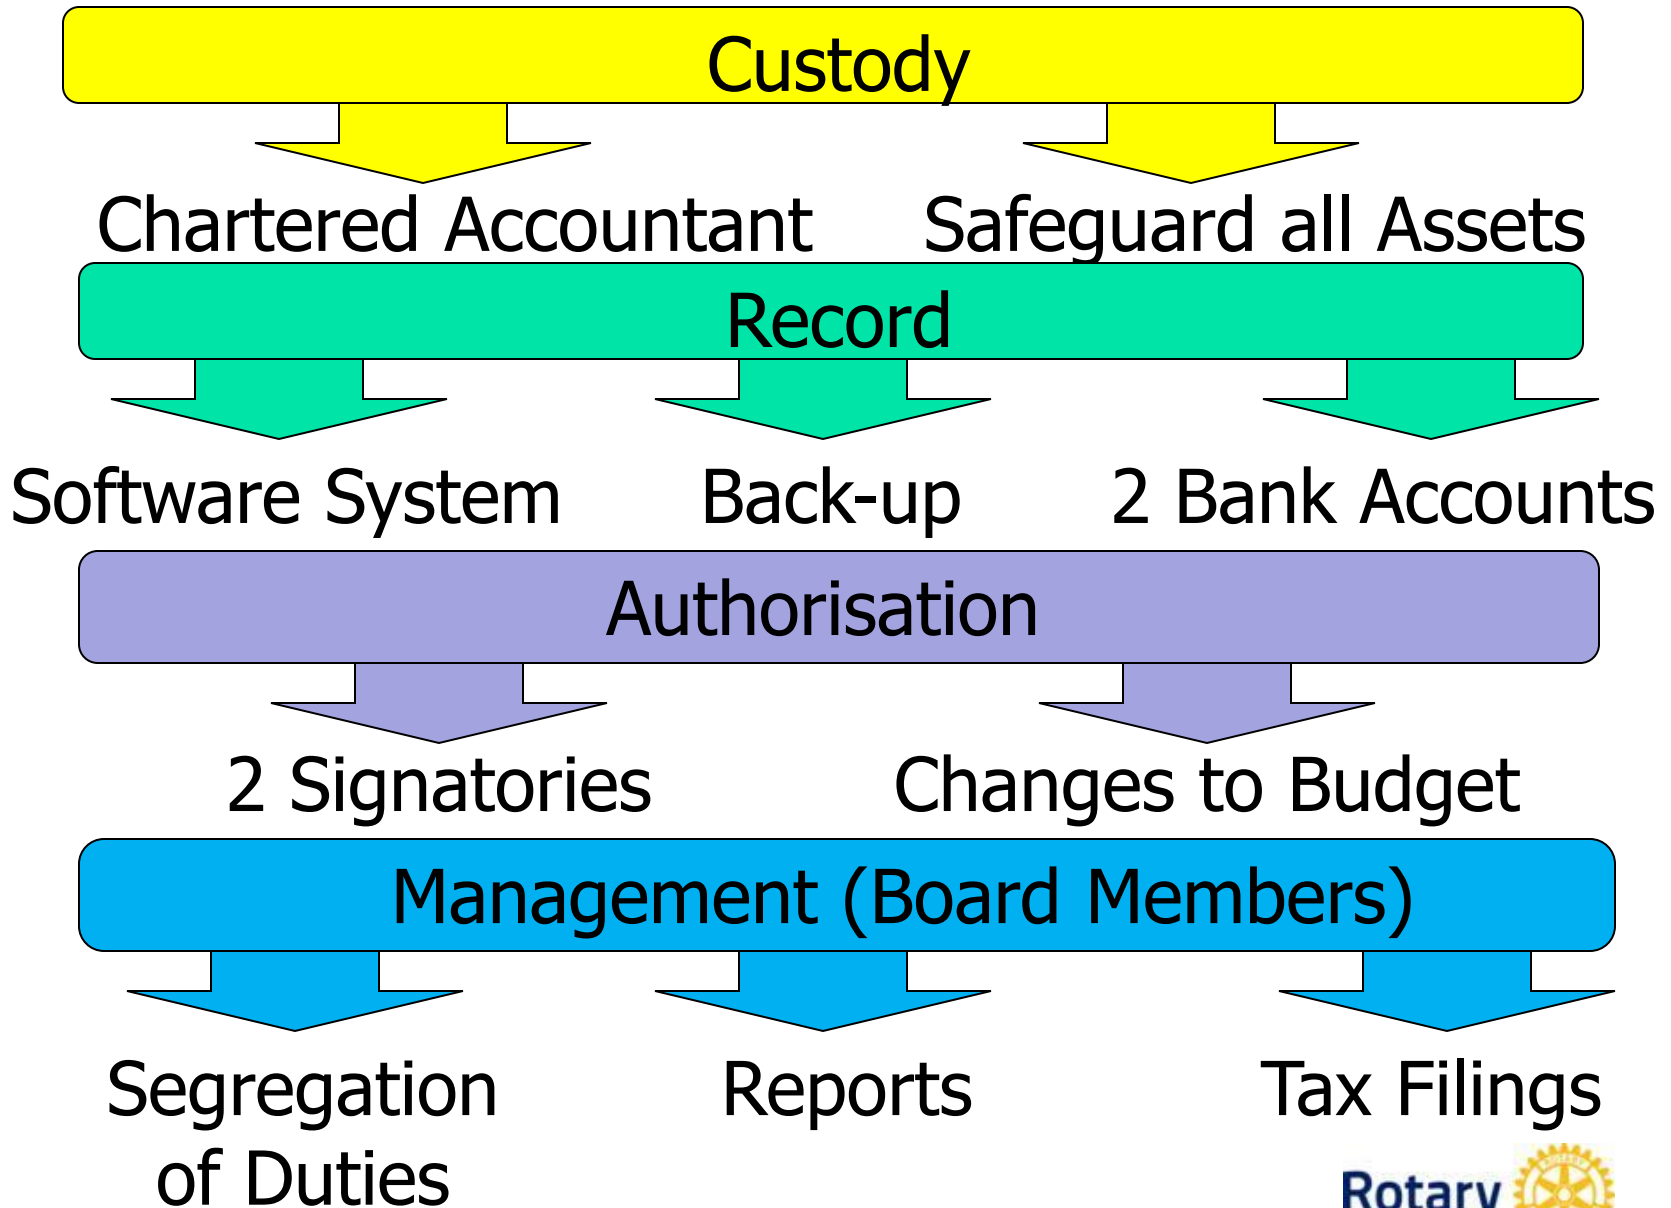 Custody
Chartered Accountant
Safeguard all Assets
Record
Software System
Back-up
2 Bank Accounts
Authorisation
2 Signatories
Changes to Budget
Management (Board Members)
Segregation
of Duties
Reports
Tax Filings
Rotary
ROTARY